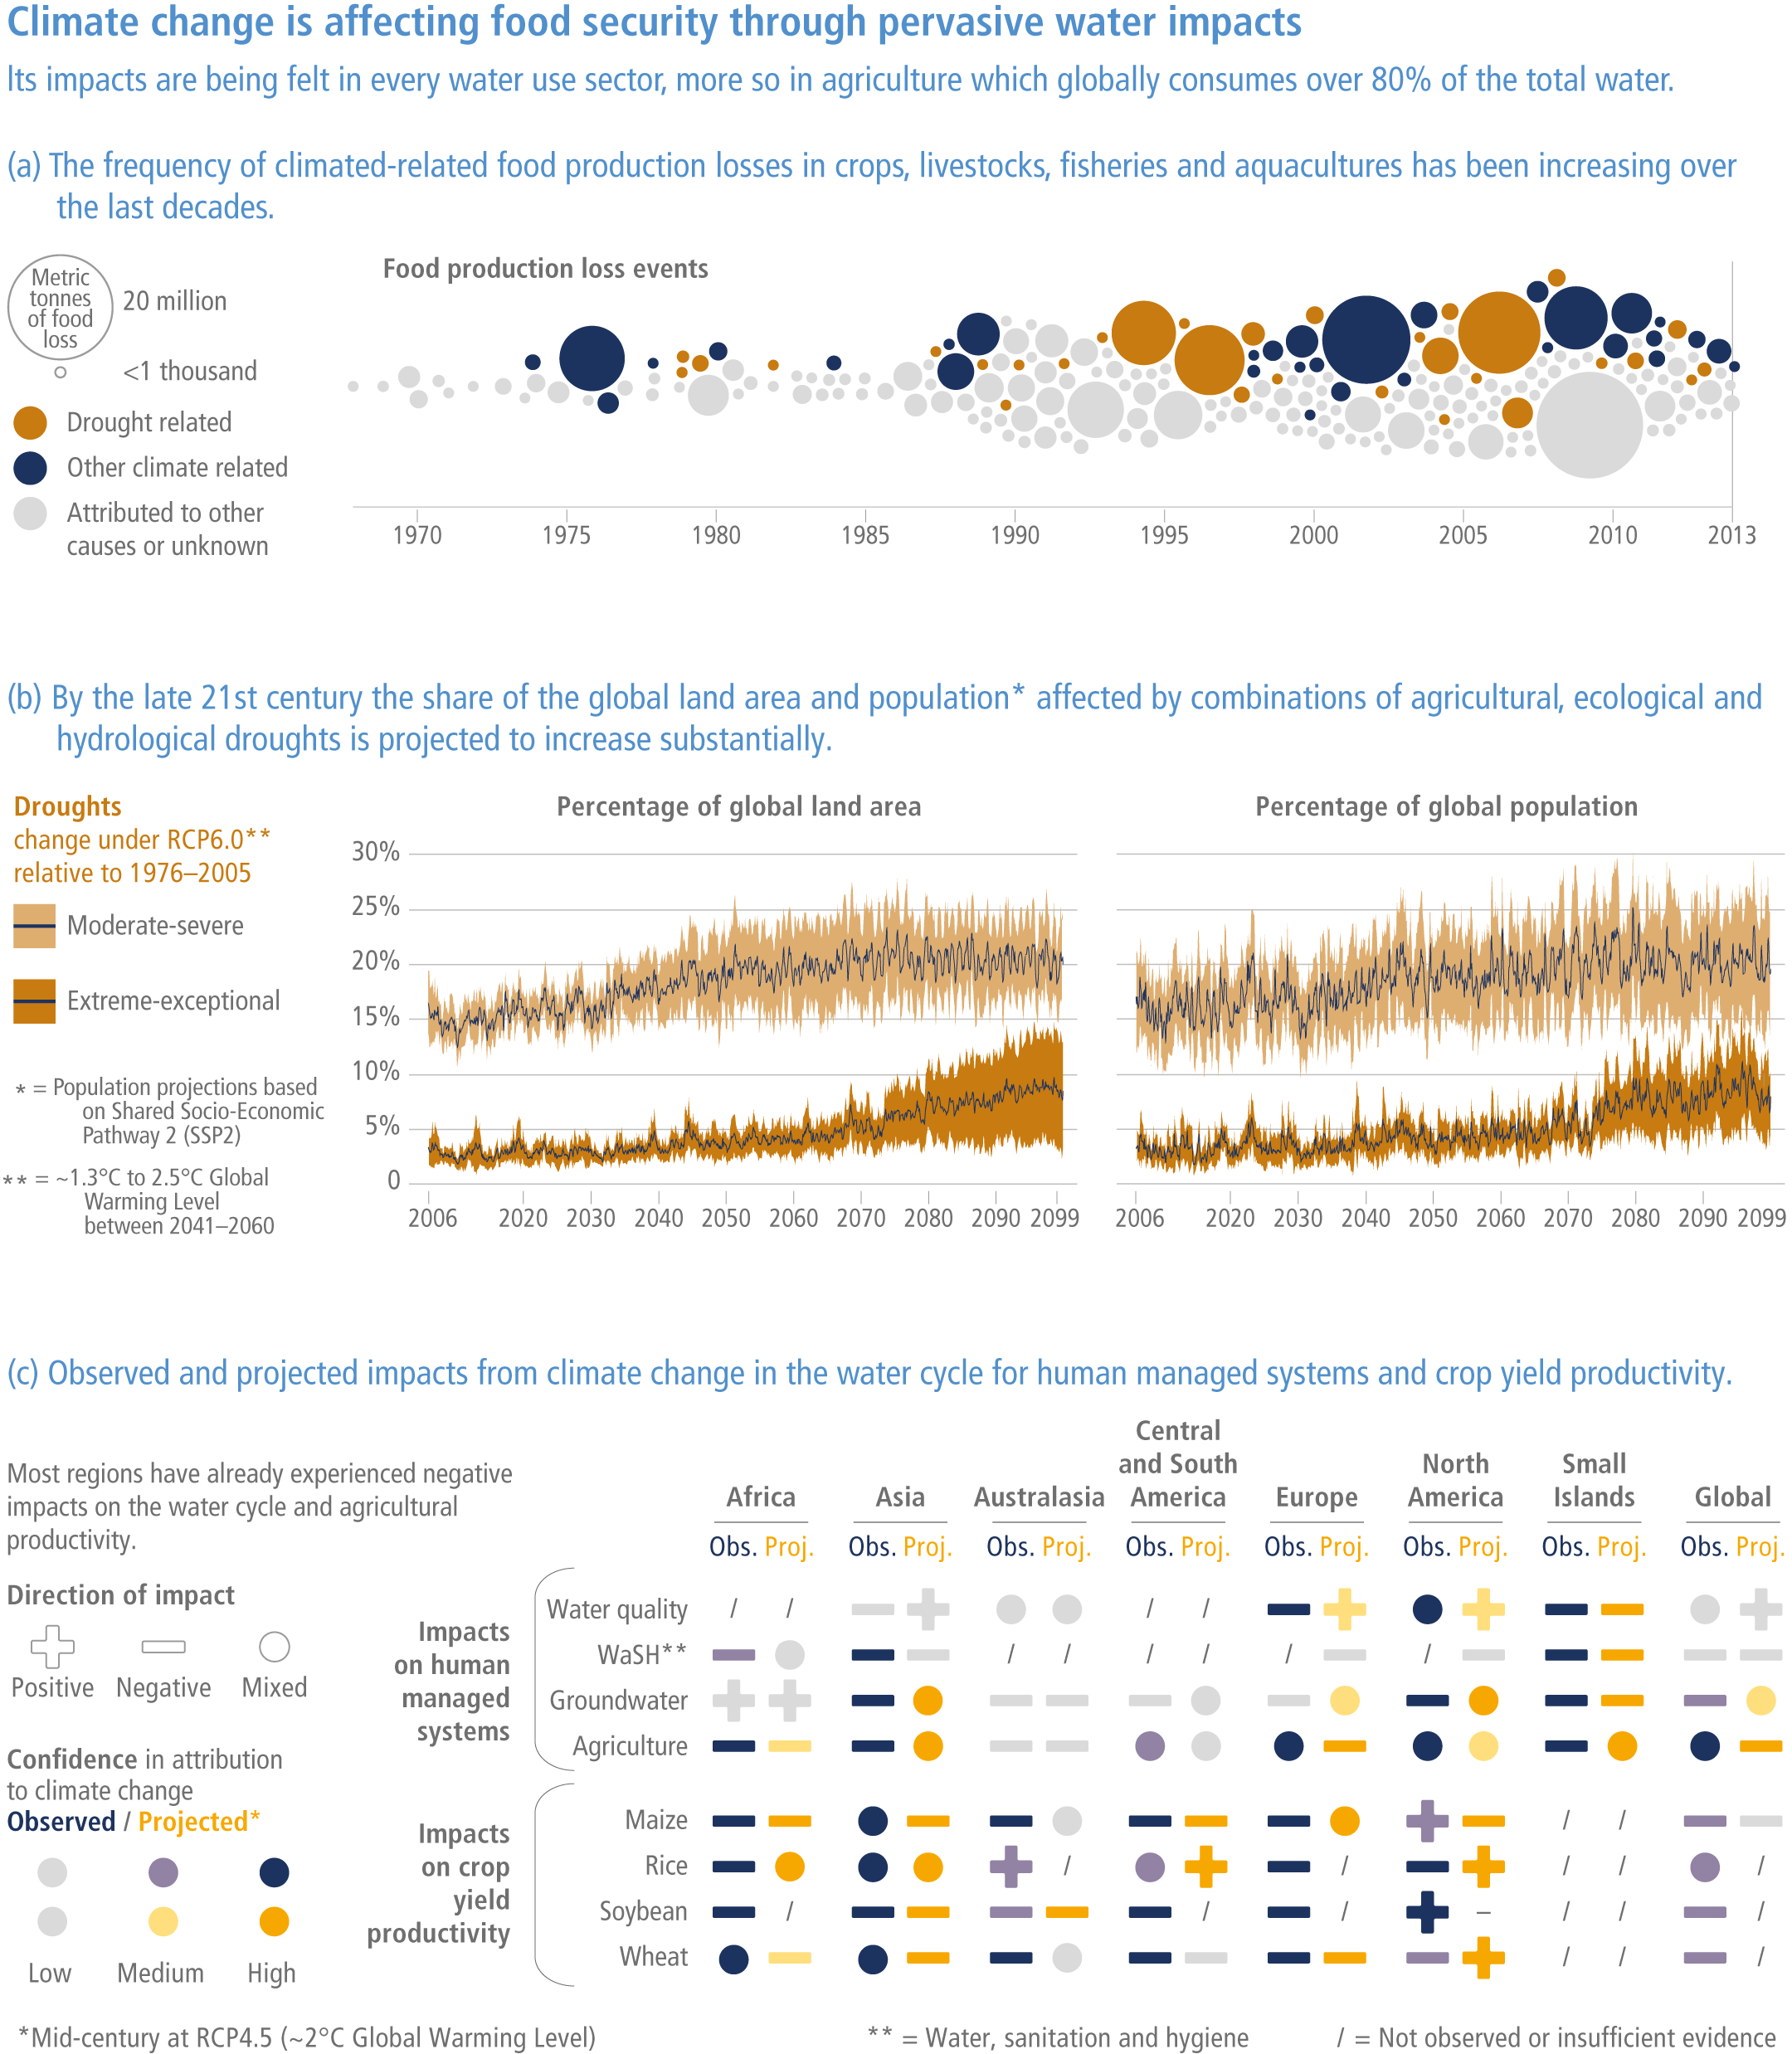 Climate change is affecting food security through pervasive water impacts
Its impacts are being felt in every water use sector, more so in agriculture which globally consumes over 80% of the total water.
(a) The frequency of climated-related food production losses in crops, livestocks, fisheries and aquacultures has been increasing over
the last decades.
Metric
tonnes
of food
loss
20 million
<1 thousand
Drought related
Other climate related
Attributed to other
causes or unknown
Food production loss events
1970 1975 1980 1985 1990 1995 2000 2005 2010 2013
(b) By the late 21st century the share of the global land area and population* affected by combinations of agricultural, ecological and
hydrological droughts is projected to increase substantially.
Droughts
change under RCP6.0**
relative to 1976–2005
Moderate-severe
Extreme-exceptional
* = Population projections based
on Shared Socio-Economic
Pathway 2 (SSP2)
** = ~1.3°C to 2.5°C Global
Warming Level
between 2041–2060
Percentage of global land area
30%
25%
20%
15%
10%
5%
0
2006 2020 2030 2040 2050 2060 2070 2080 2090 2099
Percentage of global population
2006 2020 2030 2040 2050 2060 2070 2080 2090 2099
(c) Observed and projected impacts from climate change in the water cycle for human managed systems and crop yield productivity.
Most regions have already experienced negative
impacts on the water cycle and agricultural
productivity.
Direction of impact
Positive Negative Mixed
Confidence in attribution
to climate change
Observed / Projected*
Low Medium High
Africa Asia Australasia Central and South America Europe North America Small Islands Global
Obs. Proj. Obs. Proj. Obs. Proj. Obs. Proj. Obs. Proj. Obs. Proj. Obs. Proj. Obs. Proj.
Impacts
on human
managed
systems
Water quality / / / /
WaSH** / / / / / /
Groundwater
Agriculture
Impacts
on crop
yield
productivity
Maize / /
Rice / / / / /
Soybean / / / – / / /
Wheat / / /
*Mid-century at RCP4.5 (~2°C Global Warming Level)
** = Water, sanitation and hygiene
/ = Not observed or insufficient evidence